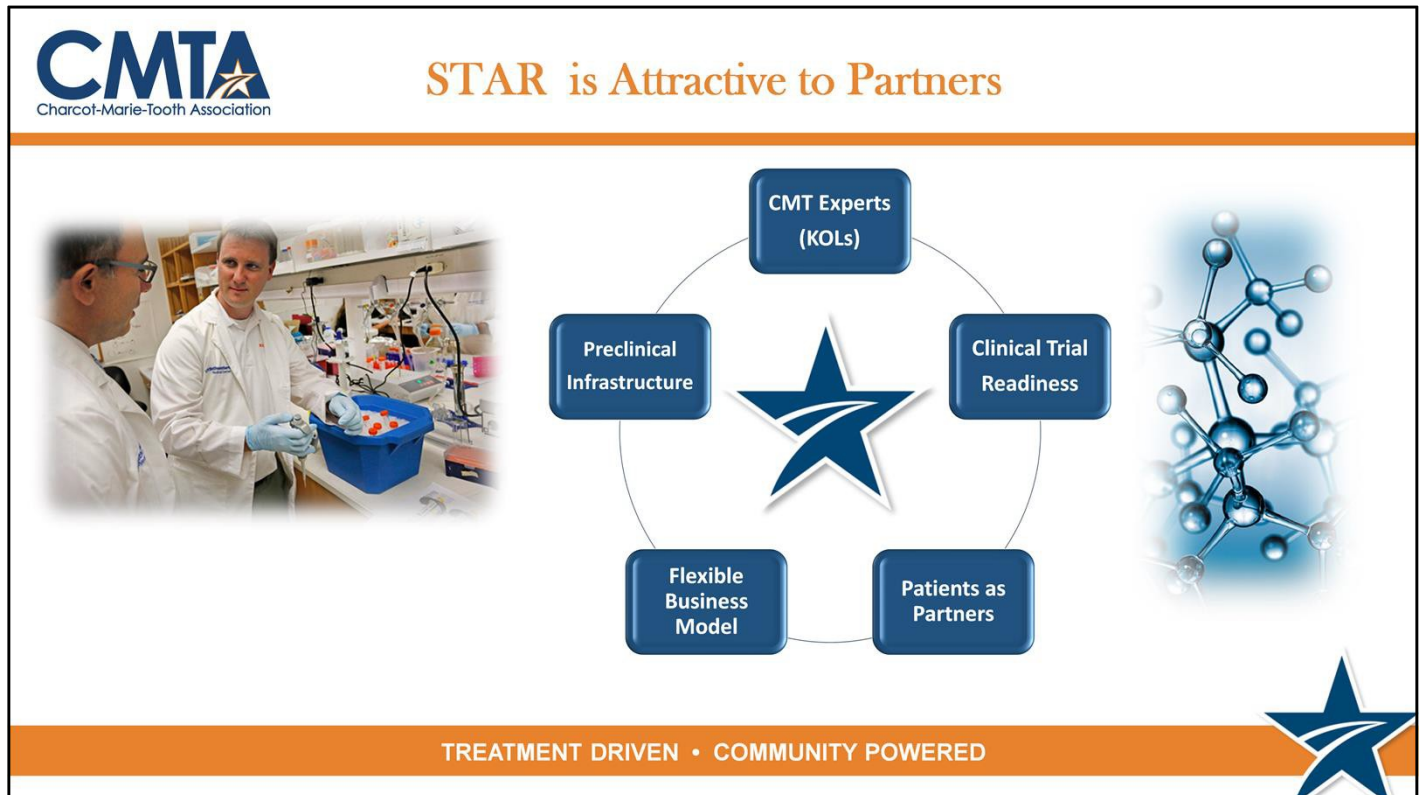 CMTA
Charcot-Marie-Tooth Association
STAR is Attractive to Partners
CMT Experts
(KOLs)
Preclinical
Infrastructure
Clinical Trial
Readiness
Flexible
Business
Model
Patients as
Partners
TREATMENT DRIVEN • COMMUNITY POWERED